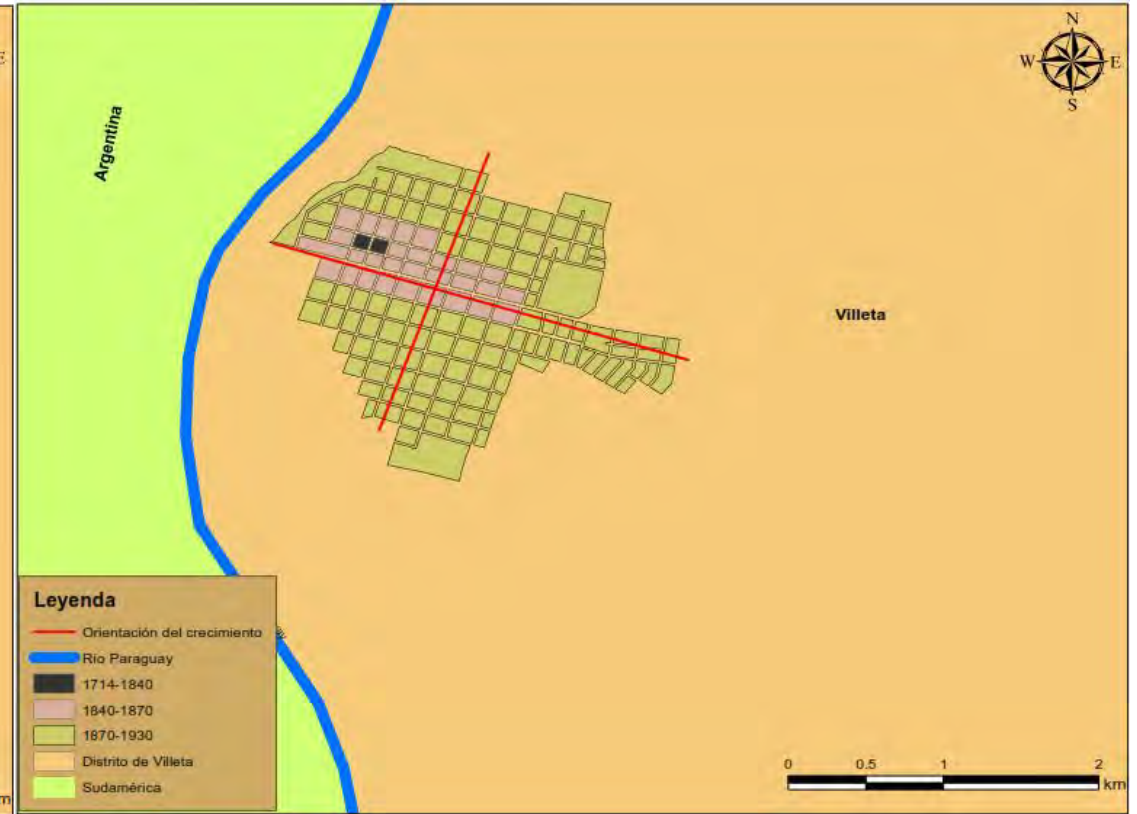 N
W E
S
E
Argentina
Villeta
Leyenda
Orientación del crecimiento
Río Paraguay
1714-1840
1840-1870
1870-1930
Distrito de Villeta
Sudamérica
0 0.5 1 2
km
m